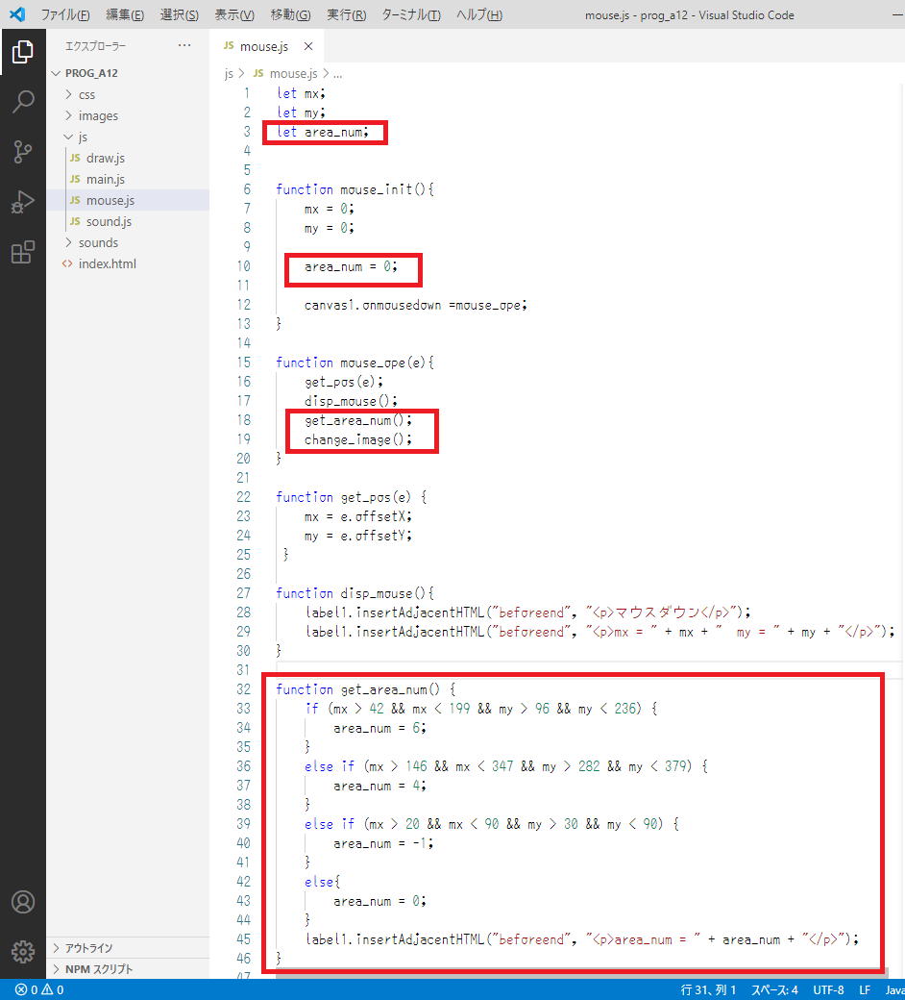 ファイル(F) 編集(E) 選択(S) 表示(V) 移動(G) 実行(R) ターミナル(T) ヘルプ(H) mouse.js - prog_a12 - Visual Studio Code
エクスプローラー ···
PROG_A12
css
images
js
JS draw.js
JS main.js
JS mouse.js
JS sound.js
sounds
<> index.html
アウトライン
NPM スクリプト
JS mouse.js ×
js > JS mouse.js > ...
1 let mx;
2 let my;
3 let area_num;
4
5
6 function mouse_init(){
7 mx = 0;
8 my = 0;
9
10 area_num = 0;
11
12 canvas1.onmousedown =mouse_ope;
13 }
14
15 function mouse_ope(e){
16 get_pos(e);
17 disp_mouse();
18 get_area_num();
19 change_image();
20 }
21
22 function get_pos(e) {
23 mx = e.offsetX;
24 my = e.offsetY;
25 }
26
27 function disp_mouse(){
28 label1.insertAdjacentHTML("beforeend", "<p>マウスダウン</p>");
29 label1.insertAdjacentHTML("beforeend", "<p>mx = " + mx + "  my = " + my + "</p>");
30 }
31
32 function get_area_num() {
33 if (mx > 42 && mx < 199 && my > 96 && my < 236) {
34 area_num = 6;
35 }
36 else if (mx > 146 && mx < 347 && my > 282 && my < 379) {
37 area_num = 4;
38 }
39 else if (mx > 20 && mx < 90 && my > 30 && my < 90) {
40 area_num = -1;
41 }
42 else{
43 area_num = 0;
44 }
45 label1.insertAdjacentHTML("beforeend", "<p>area_num = " + area_num + "</p>");
46 }
47
0 0 行 31、列 1 スペース: 4 UTF-8 LF Java